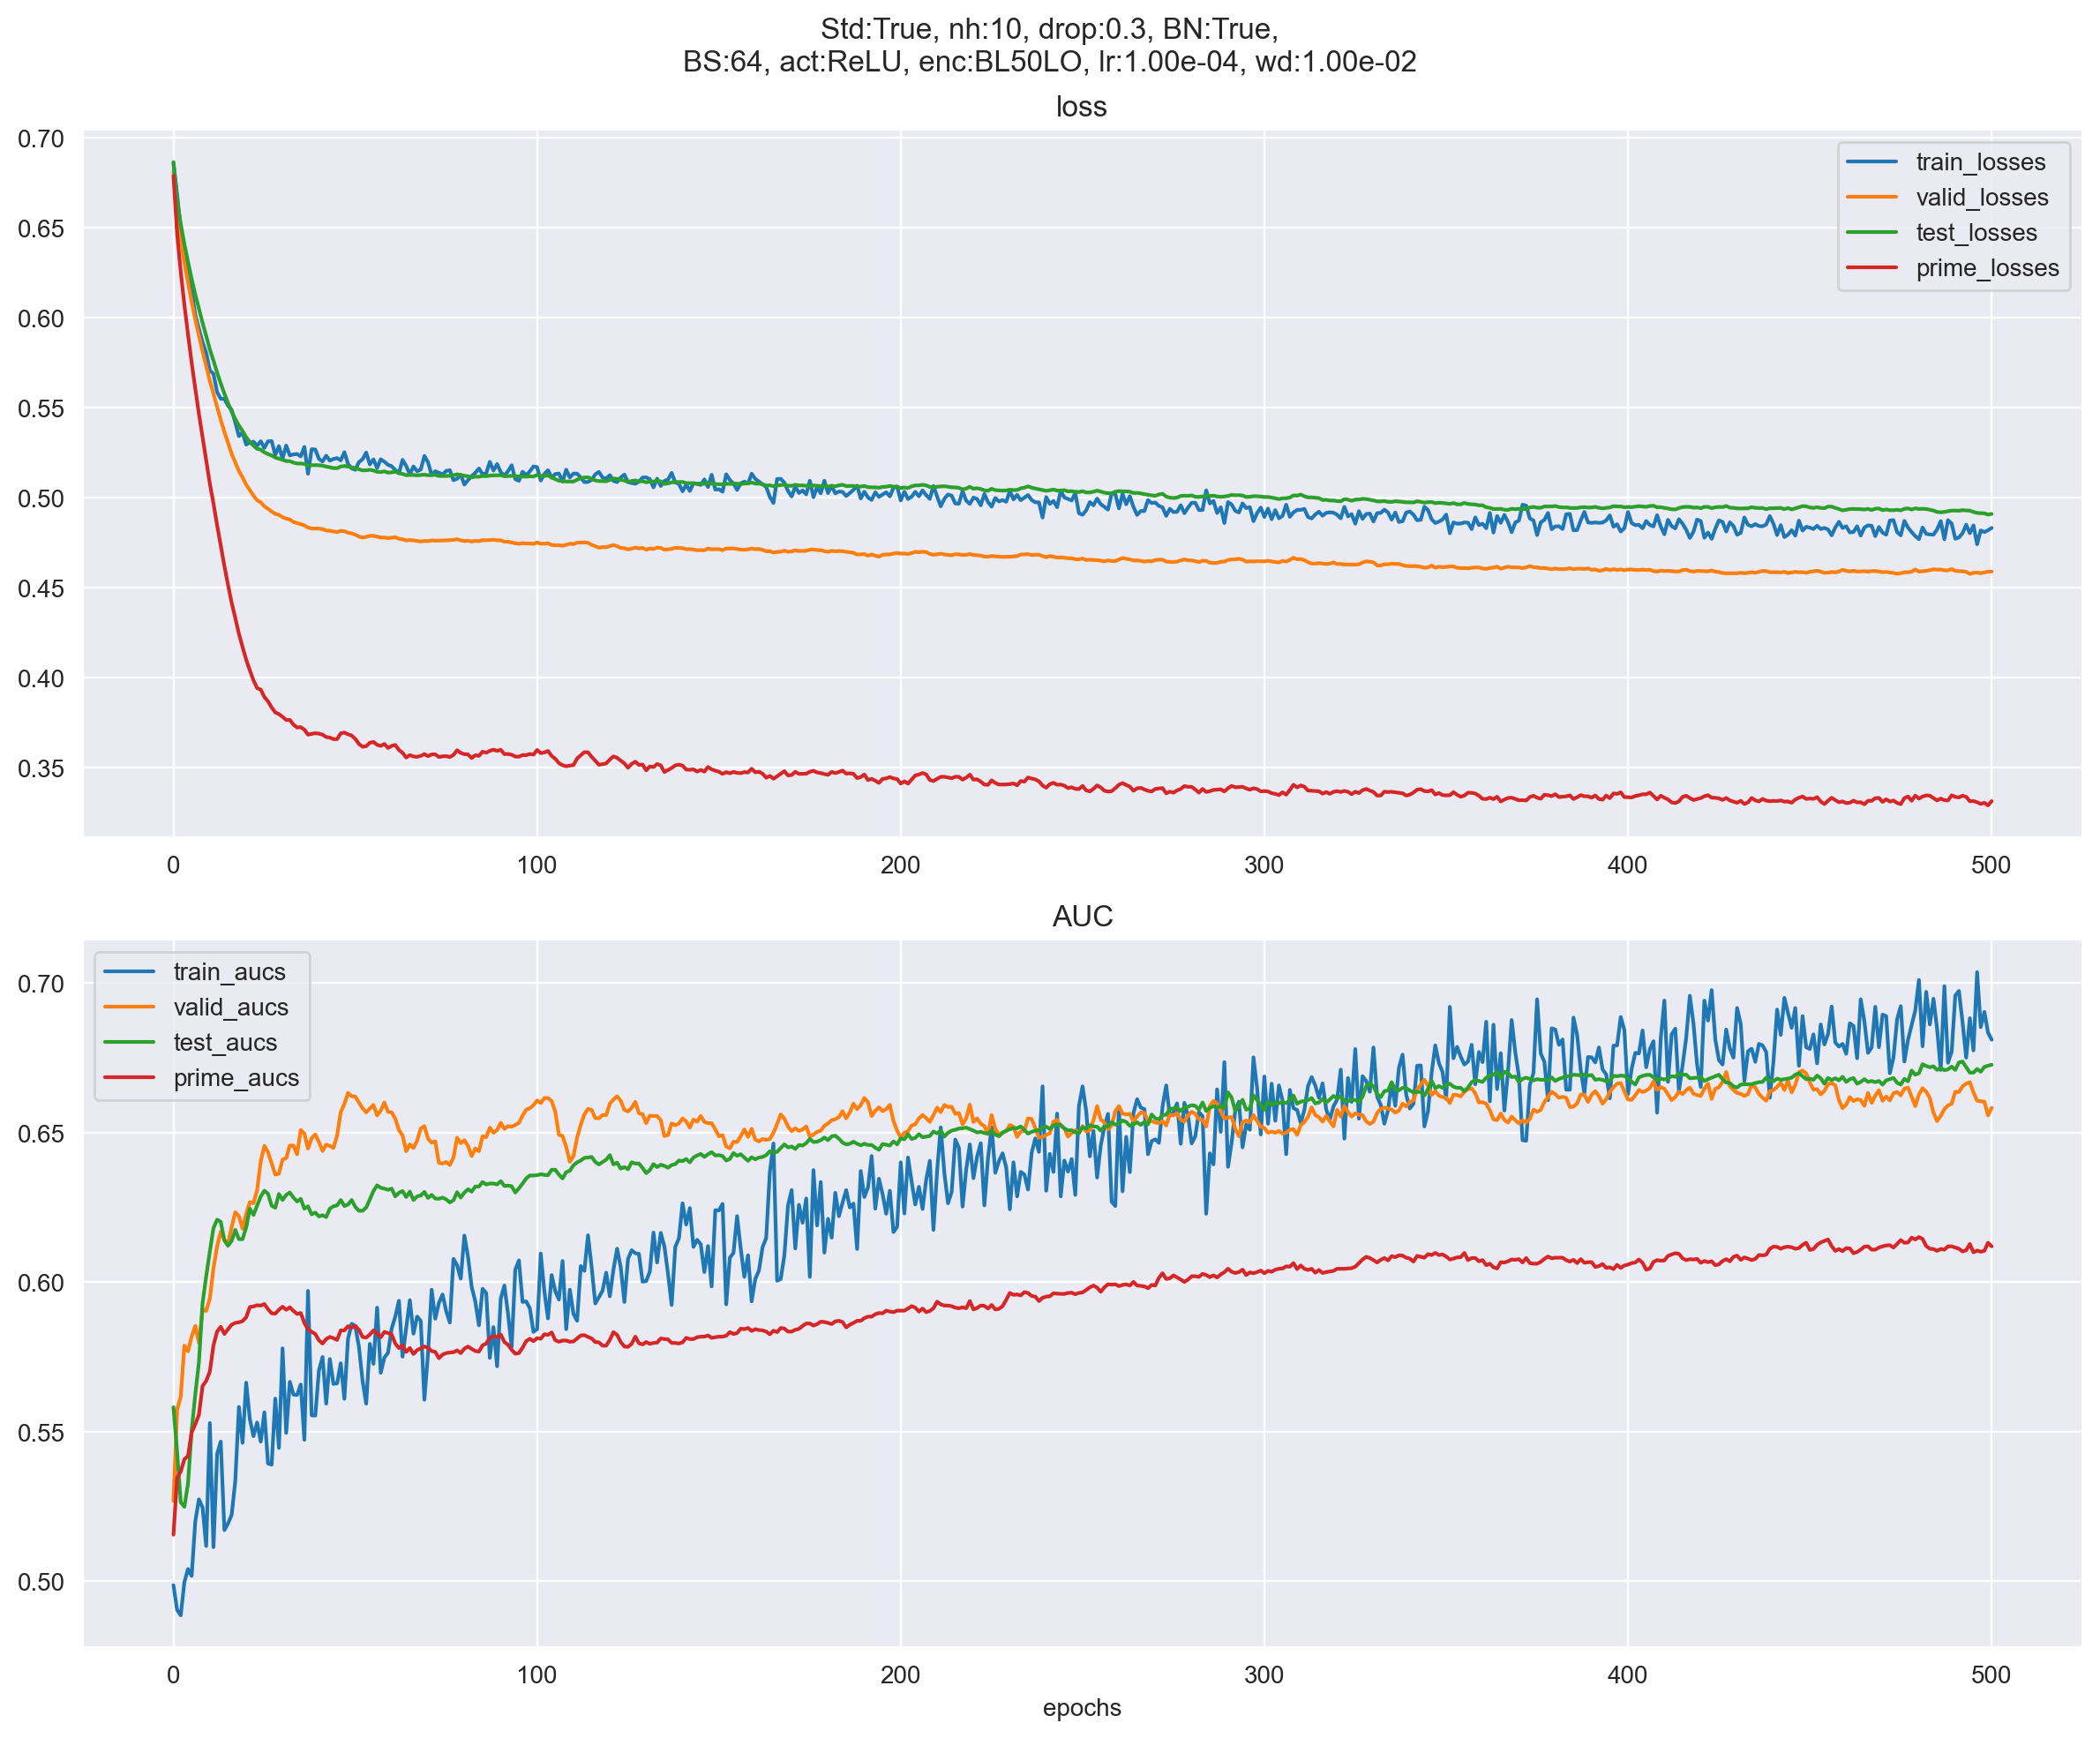 Std:True, nh:10, drop:0.3, BN:True,
BS:64, act:ReLU, enc:BL50LO, lr:1.00e-04, wd:1.00e-02
loss
0.70
0.65
0.60
0.55
0.50
0.45
0.40
0.35
train_losses
valid_losses
test_losses
prime_losses
0 100 200 300 400 500
AUC
0.70
0.65
0.60
0.55
0.50
train_aucs
valid_aucs
test_aucs
prime_aucs
0 100 200 300 400 500
epochs